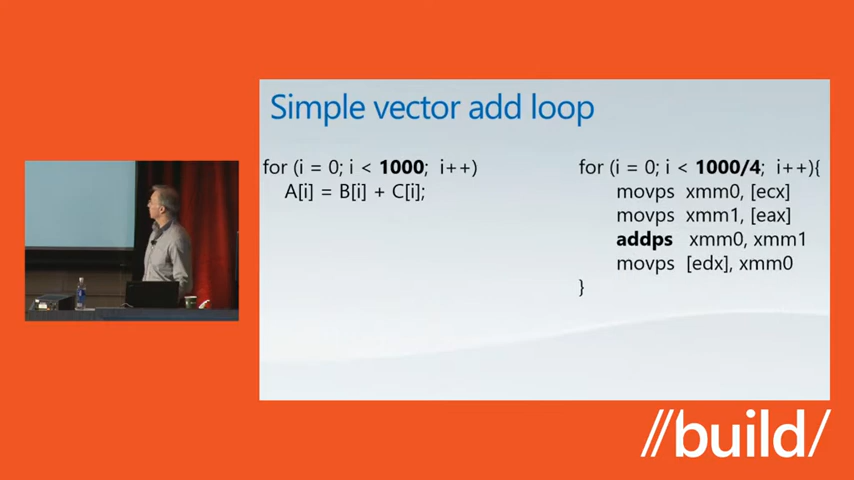 Simple vector add loop
for (i = 0; i < 1000; i++)
A[i] = B[i] + C[i];
for (i = 0; i < 1000/4; i++){
movps xmm0, [ecx]
movps xmm1, [eax]
addps xmm0, xmm1
movps [edx], xmm0
}
//build/